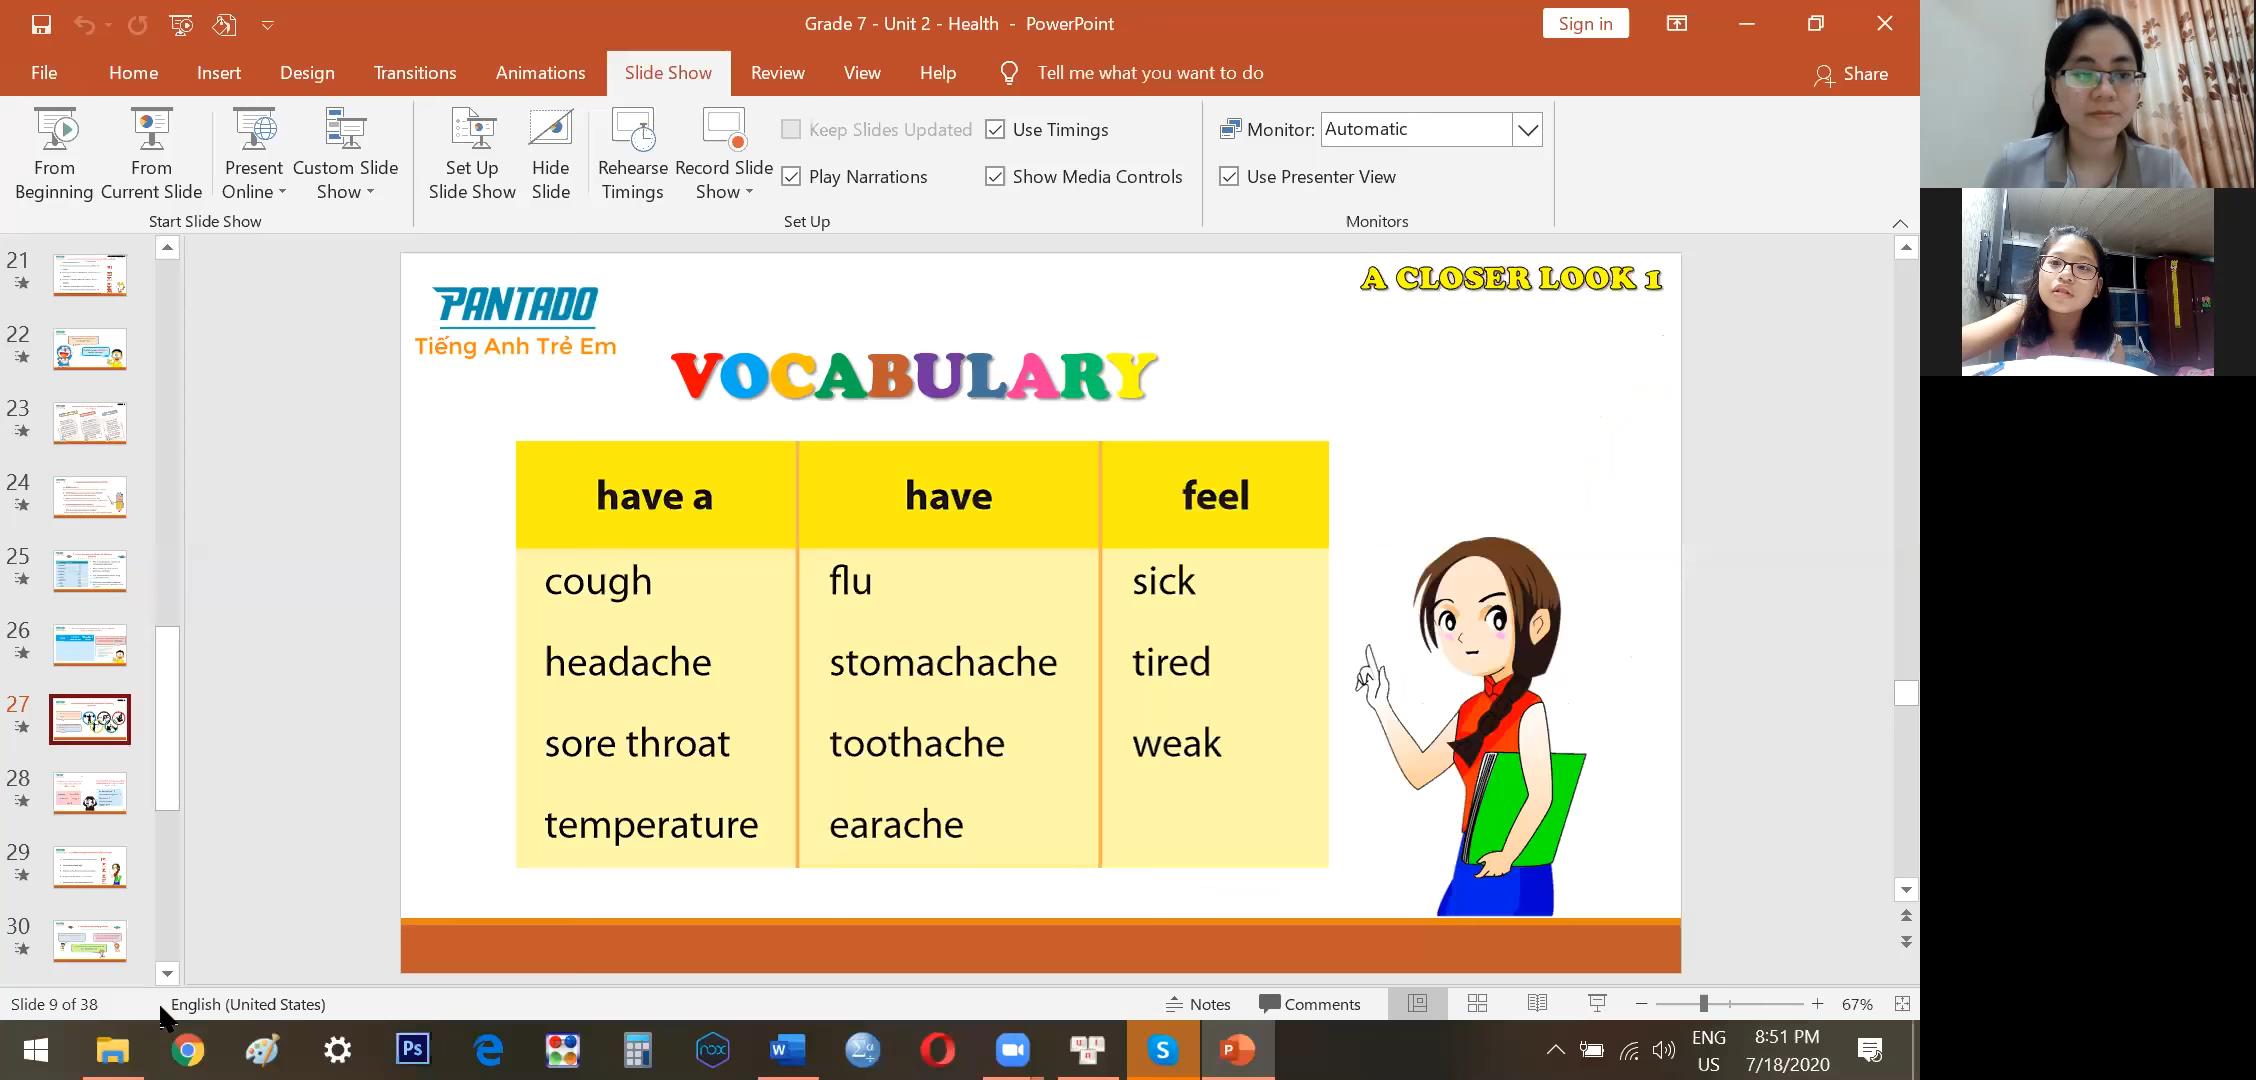 Grade 7 - Unit 2 - Health - PowerPoint
Sign in
File Home Insert Design Transitions Animations Slide Show Review View Help Tell me what you want to do Share
From Beginning
From Current Slide
Present Online
Custom Slide Show
Start Slide Show
Set Up Slide Show
Hide Slide
Rehearse Timings
Record Slide Show
Keep Slides Updated
Play Narrations
Use Timings
Show Media Controls
Set Up
Monitor: Automatic
Use Presenter View
Monitors
21
22
23
24
25
26
27
28
29
30
A CLOSER LOOK 1
PANTADO
Tiếng Anh Trẻ Em
VOCABULARY
have a have feel
cough flu sick
headache stomachache tired
sore throat toothache weak
temperature earache
Slide 9 of 38 English (United States) Notes Comments 67%
Ps
nox
W
S
P
ENG
US
8:51 PM
7/18/2020